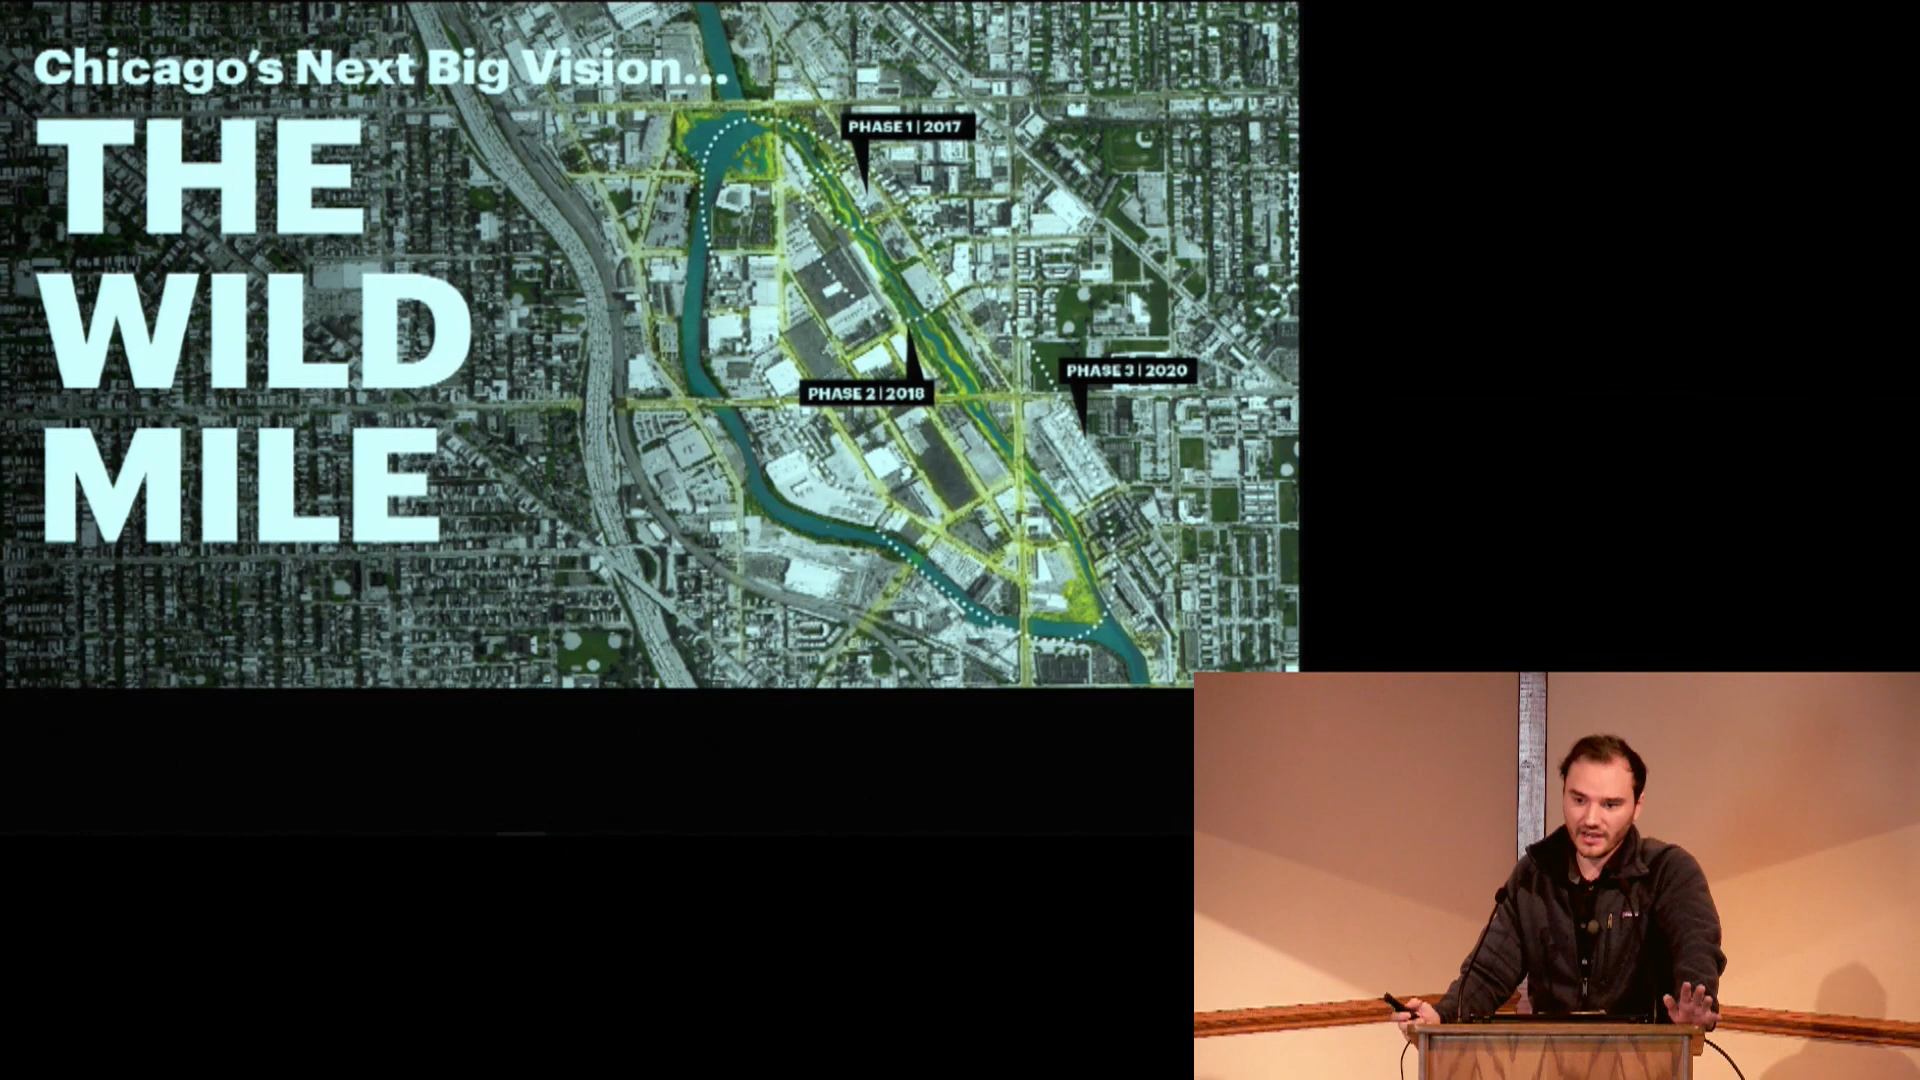 Chicago's Next Big Vision...
THE
WILD
MILE
PHASE 1 | 2017
PHASE 2 | 2018
PHASE 3 | 2020